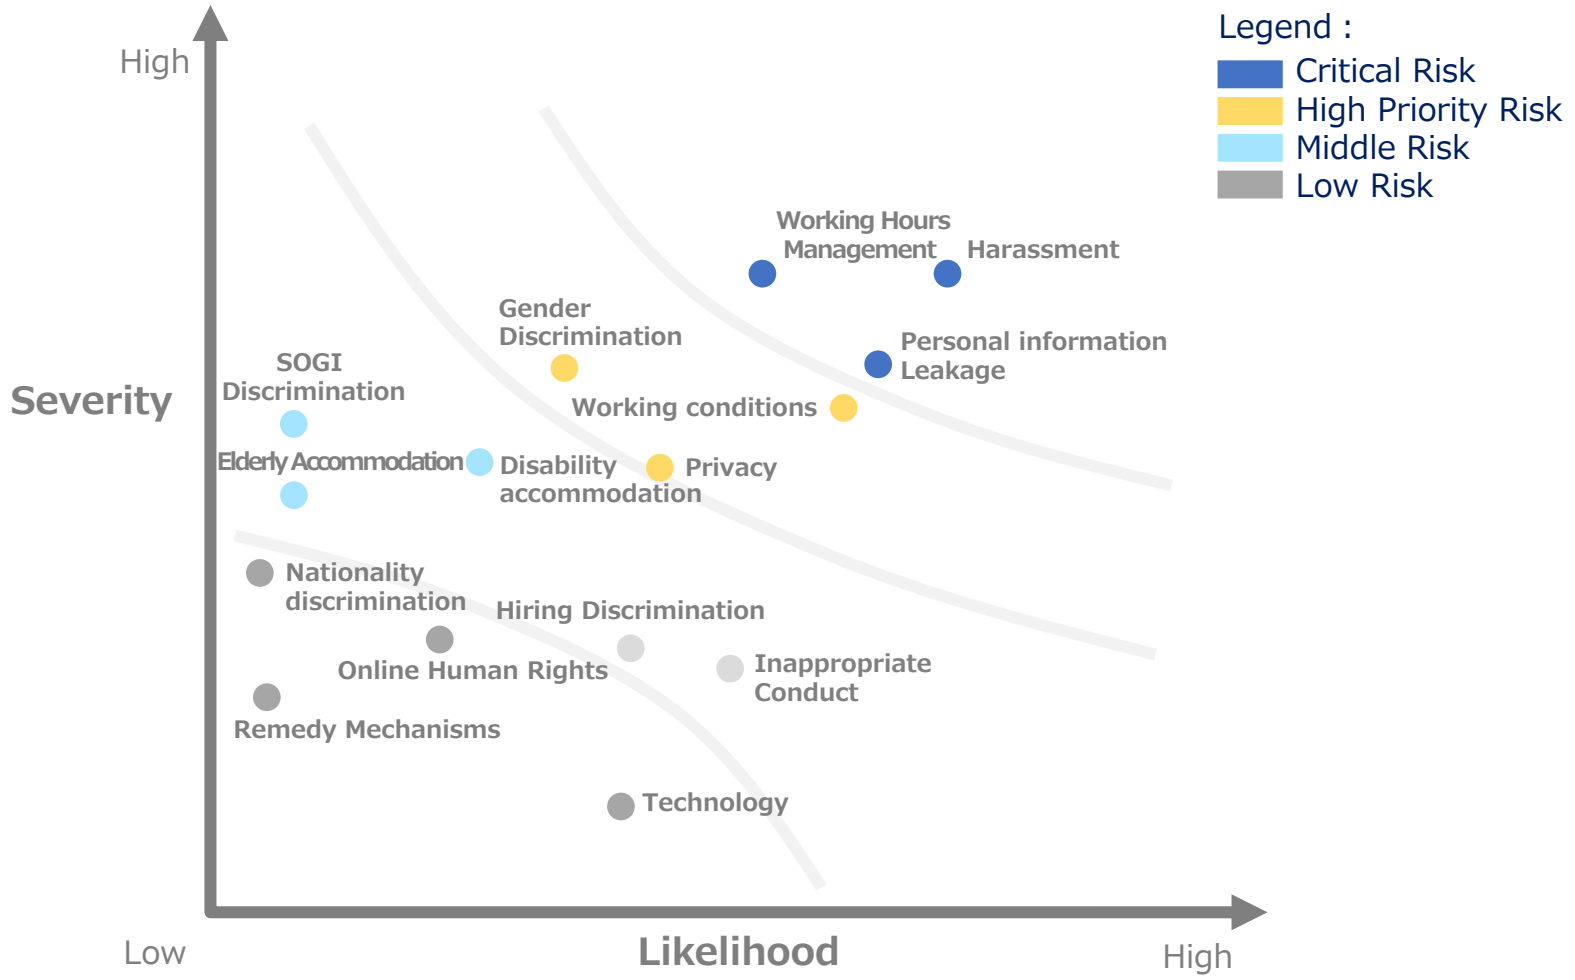 Legend :
Critical Risk
High Priority Risk
Middle Risk
Low Risk
High
Severity
Working Hours
Management
Harassment
Gender
Discrimination
Personal information
Leakage
SOGI
Discrimination
Working conditions
Elderly Accommodation
Disability
accommodation
Privacy
Nationality
discrimination
Hiring Discrimination
Online Human Rights
Inappropriate
Conduct
Remedy Mechanisms
Technology
Low
Likelihood
High